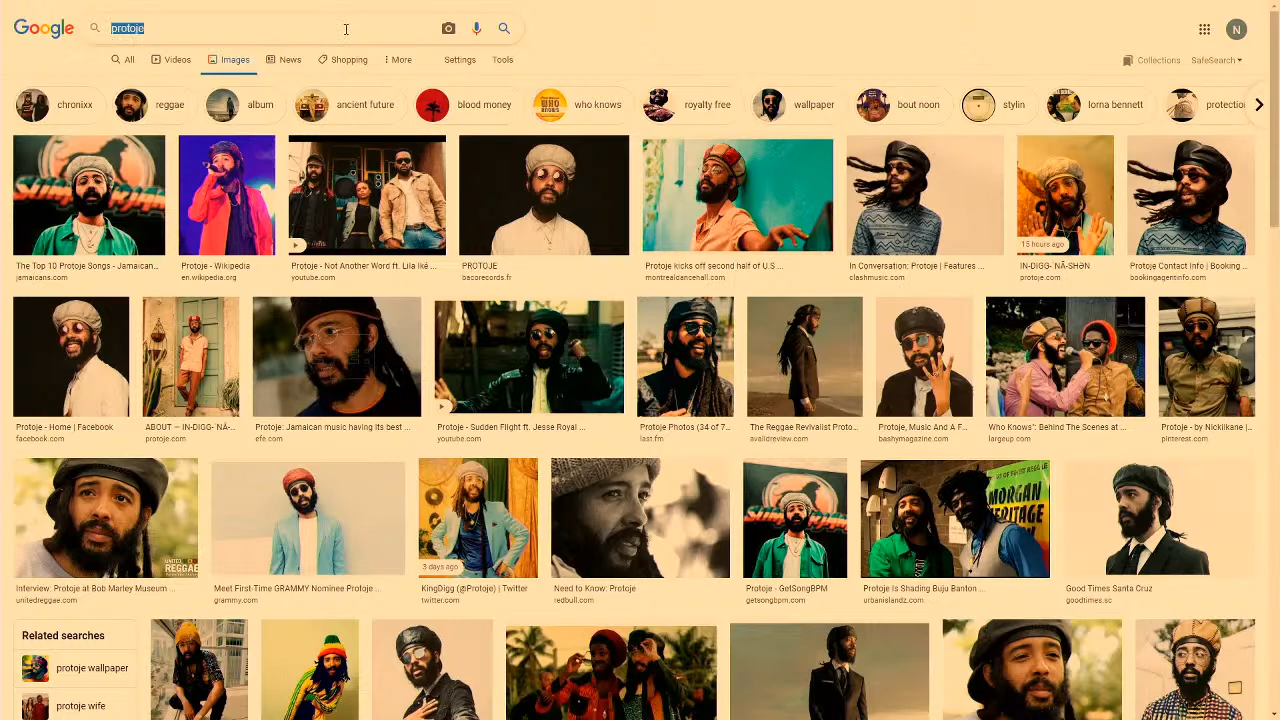 Google
protoje
N
All
Videos
Images
News
Shopping
More
Settings
Tools
Collections
SafeSearch
chronixx
reggae
album
ancient future
blood money
who knows
royalty free
wallpaper
bout noon
stylin
lorna bennett
protection
15 hours ago
The Top 10 Protoje Songs - Jamaican...
Protoje - Wikipedia
Protoje - Not Another Word ft. Lila Iké ...
PROTOJE
Protoje kicks off second half of U.S ...
In Conversation: Protoje | Features ...
IN-DIGG- NĀ-SHƏN
Protoje Contact Info | Booking ...
jamaicans.com
en.wikipedia.org
youtube.com
bacorecords.fr
montrealdancehall.com
clashmusic.com
protoje.com
bookingagentinfo.com
Protoje - Home | Facebook
ABOUT — IN-DIGG-ˈNĀ-...
Protoje: Jamaican music having its best ...
Protoje - Sudden Flight ft. Jesse Royal ...
Protoje Photos (34 of 7...
The Reggae Revivalist Proto...
Protoje, Music And A F...
Who Knows": Behind The Scenes at ...
Protoje - by Nickiikane |...
facebook.com
protoje.com
efe.com
youtube.com
last.fm
availdreview.com
bashymagazine.com
largeup.com
pinterest.com
MORGAN
HERITAGE
UNITED
REGGAE
3 days ago
Interview: Protoje at Bob Marley Museum ...
Meet First-Time GRAMMY Nominee Protoje ...
KingDigg (@Protoje) | Twitter
Need to Know: Protoje
Protoje - GetSongBPM
Protoje Is Shading Buju Banton ...
Good Times Santa Cruz
unitedreggae.com
grammy.com
twitter.com
redbull.com
getsongbpm.com
urbanislandz.com
goodtimes.sc
Related searches
protoje wallpaper
protoje wife